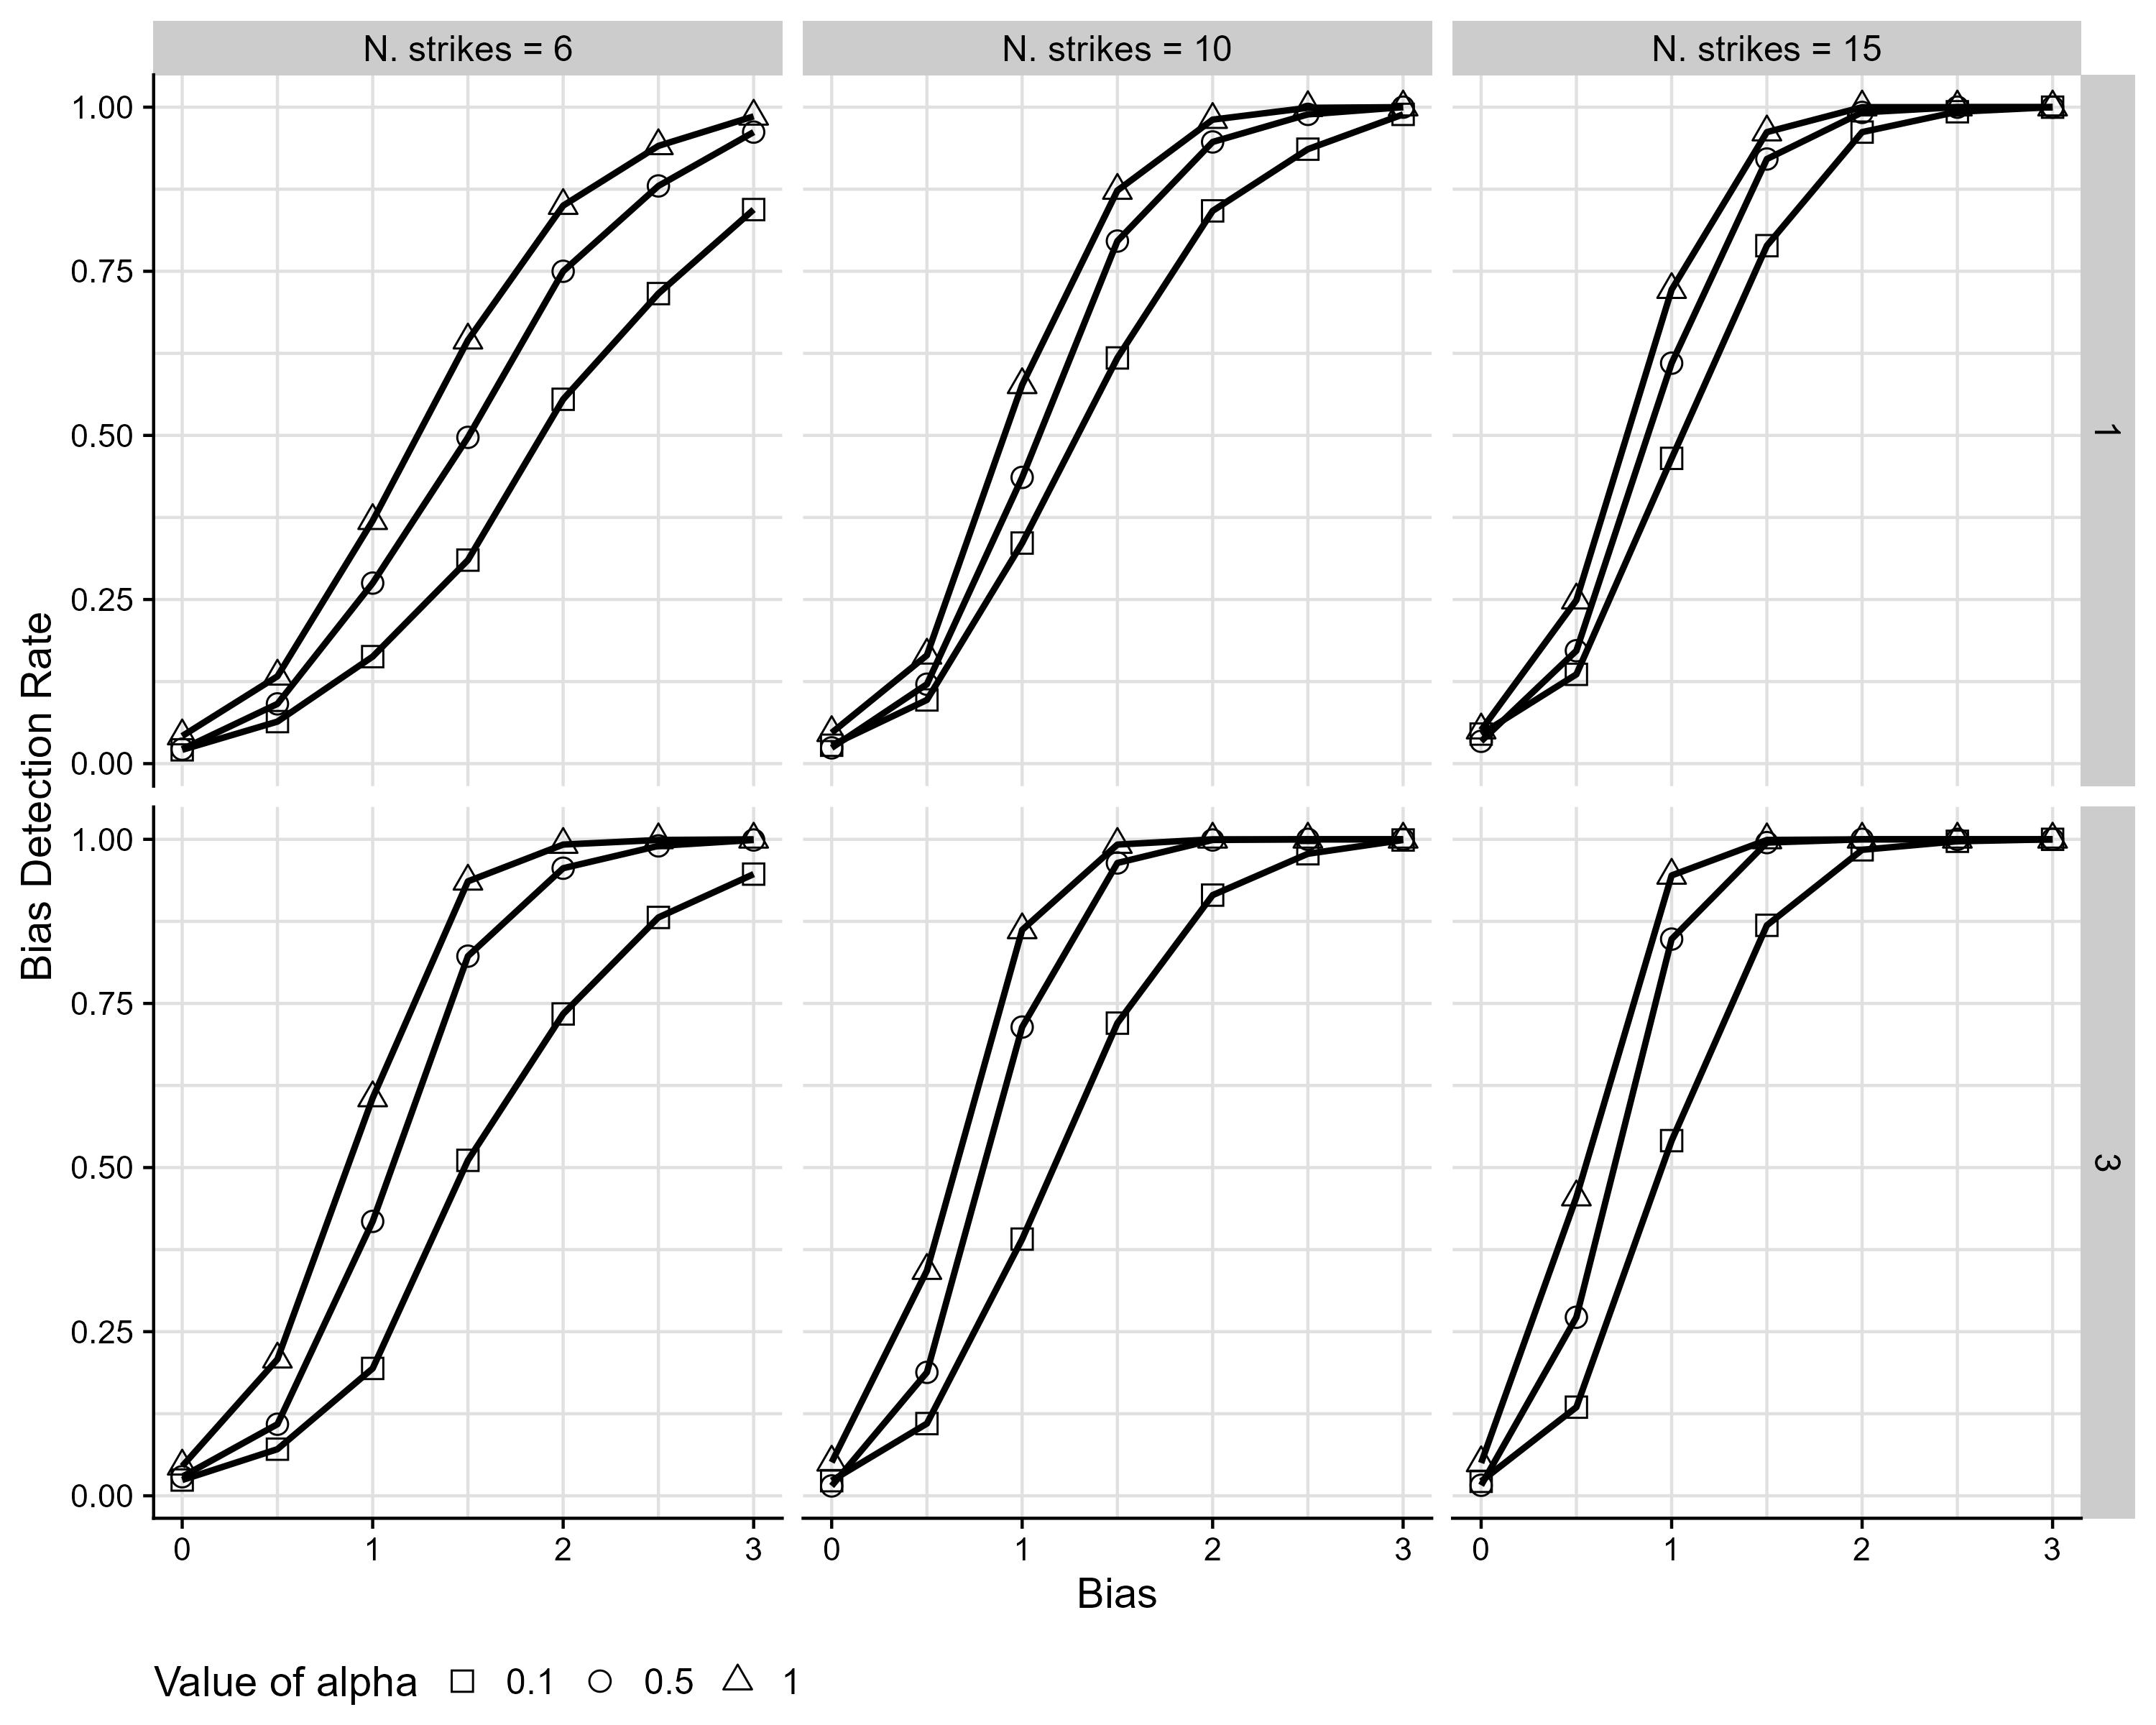 N. strikes = 6
N. strikes = 10
N. strikes = 15
1.00
0.75
0.50
0.25
0.00
1
Bias Detection Rate
1.00
0.75
0.50
0.25
0.00
3
0 1 2 3
0 1 2 3
0 1 2 3
Bias
Value of alpha 0.1 0.5 1